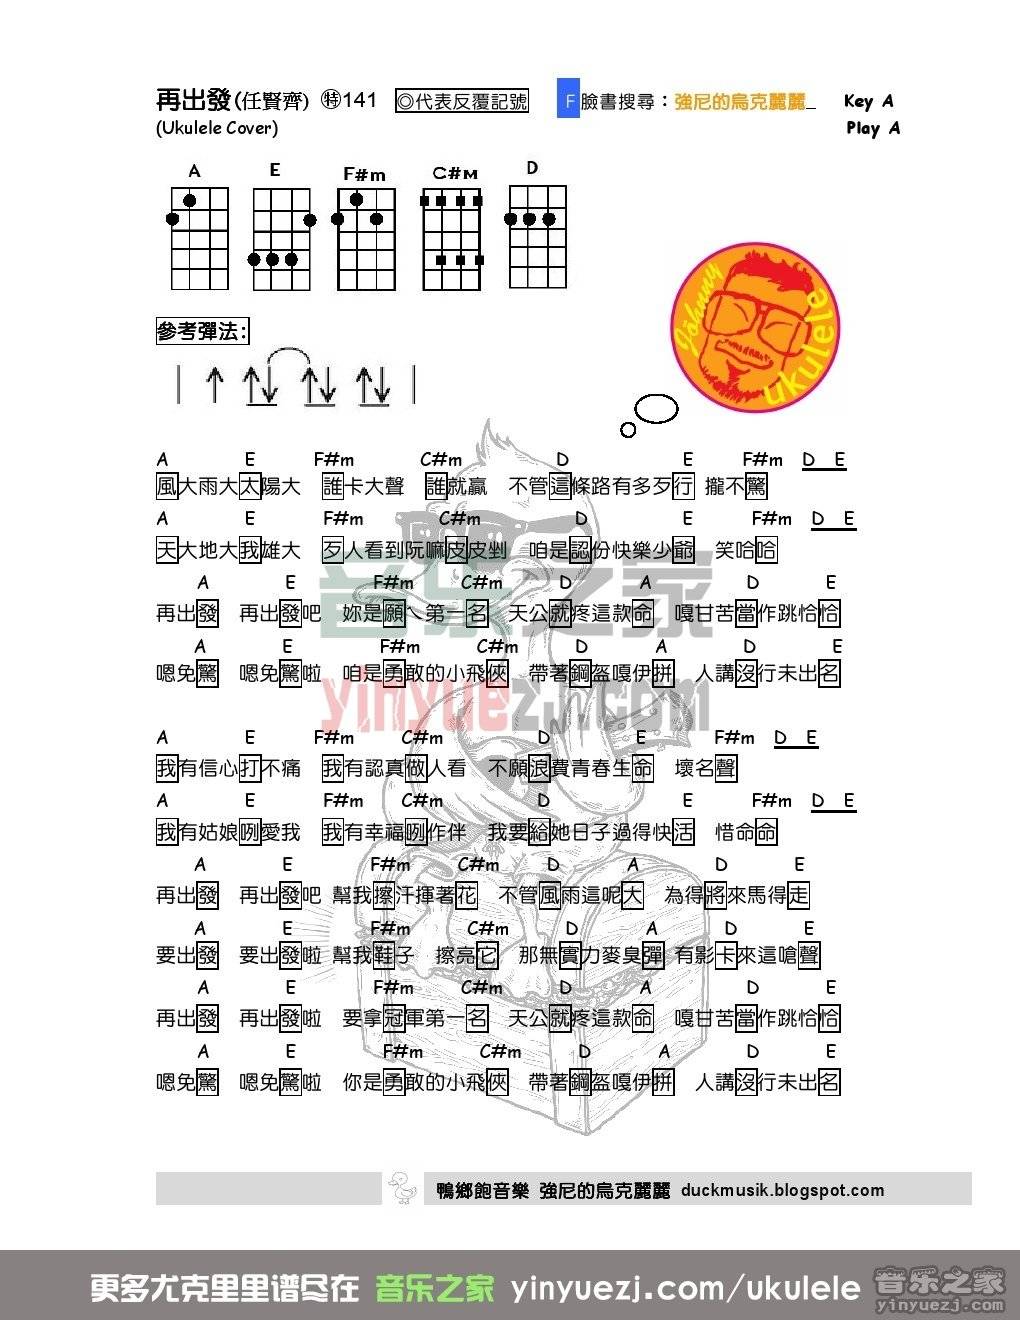 再出發(任賢齊) ㊕141 ◎代表反覆記號 F 臉書搜尋：強尼的烏克麗麗_ Key A
(Ukulele Cover) Play A
A E F#m C#M D
Jöhnny ukulele
參考彈法:
A E F#m C#m D E F#m D E
風大雨大太陽大 誰卡大聲 誰就贏 不管這條路有多歹行 攏不驚
A E F#m C#m D E F#m D E
天大地大我雄大 歹人看到阮嘛皮皮剉 咱是認份快樂少爺 笑哈哈
A E F#m C#m D A D E
再出發 再出發吧 妳是願、第一名 天公就疼這款命 嘎甘苦當作跳恰恰
A E F#m C#m D A D E
嗯免驚 嗯免驚啦 咱是勇敢的小飛俠 帶著鋼盔嘎伊拼 人講沒行未出名
A E F#m C#m D E F#m D E
我有信心打不痛 我有認真做人看 不願浪費青春生命 壞名聲
A E F#m C#m D E F#m D E
我有姑娘咧愛我 我有幸福咧作伴 我要給她日子過得快活 惜命命
A E F#m C#m D A D E
再出發 再出發吧 幫我擦汗揮著花 不管風雨這呢大 為得將來馬得走
A E F#m C#m D A D E
要出發 要出發啦 幫我鞋子 擦亮它 那無實力麥臭彈 有影卡來這嗆聲
A E F#m C#m D A D E
再出發 再出發啦 要拿冠軍第一名 天公就疼這款命 嘎甘苦當作跳恰恰
A E F#m C#m D A D E
嗯免驚 嗯免驚啦 你是勇敢的小飛俠 帶著鋼盔嘎伊拼 人講沒行未出名
音乐之家
yinyuezj.com
鴨鄉飽音樂 強尼的烏克麗麗 duckmusik.blogspot.com
更多尤克里里谱尽在 音乐之家 yinyuezj.com/ukulele
音乐之家
yinyuezj.com